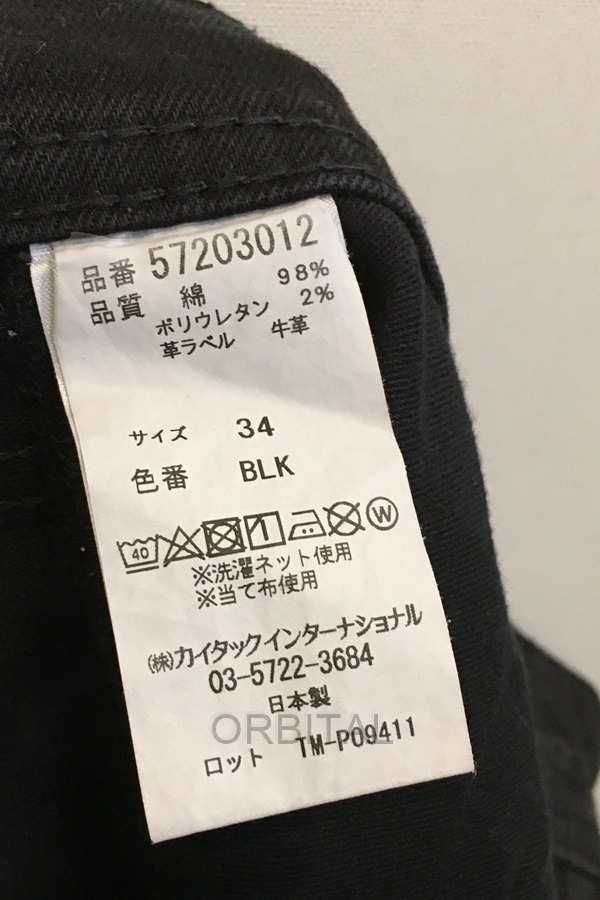 品番 57203012
品質 綿 98%
ポリウレタン 2%
革ラベル 牛革
サイズ 34
色番 BLK
40 W
※洗濯ネット使用
※当て布使用
㈱カイタックインターナショナル
03-5722-3684
日本製
ORBITAL
ロット TM-P09411